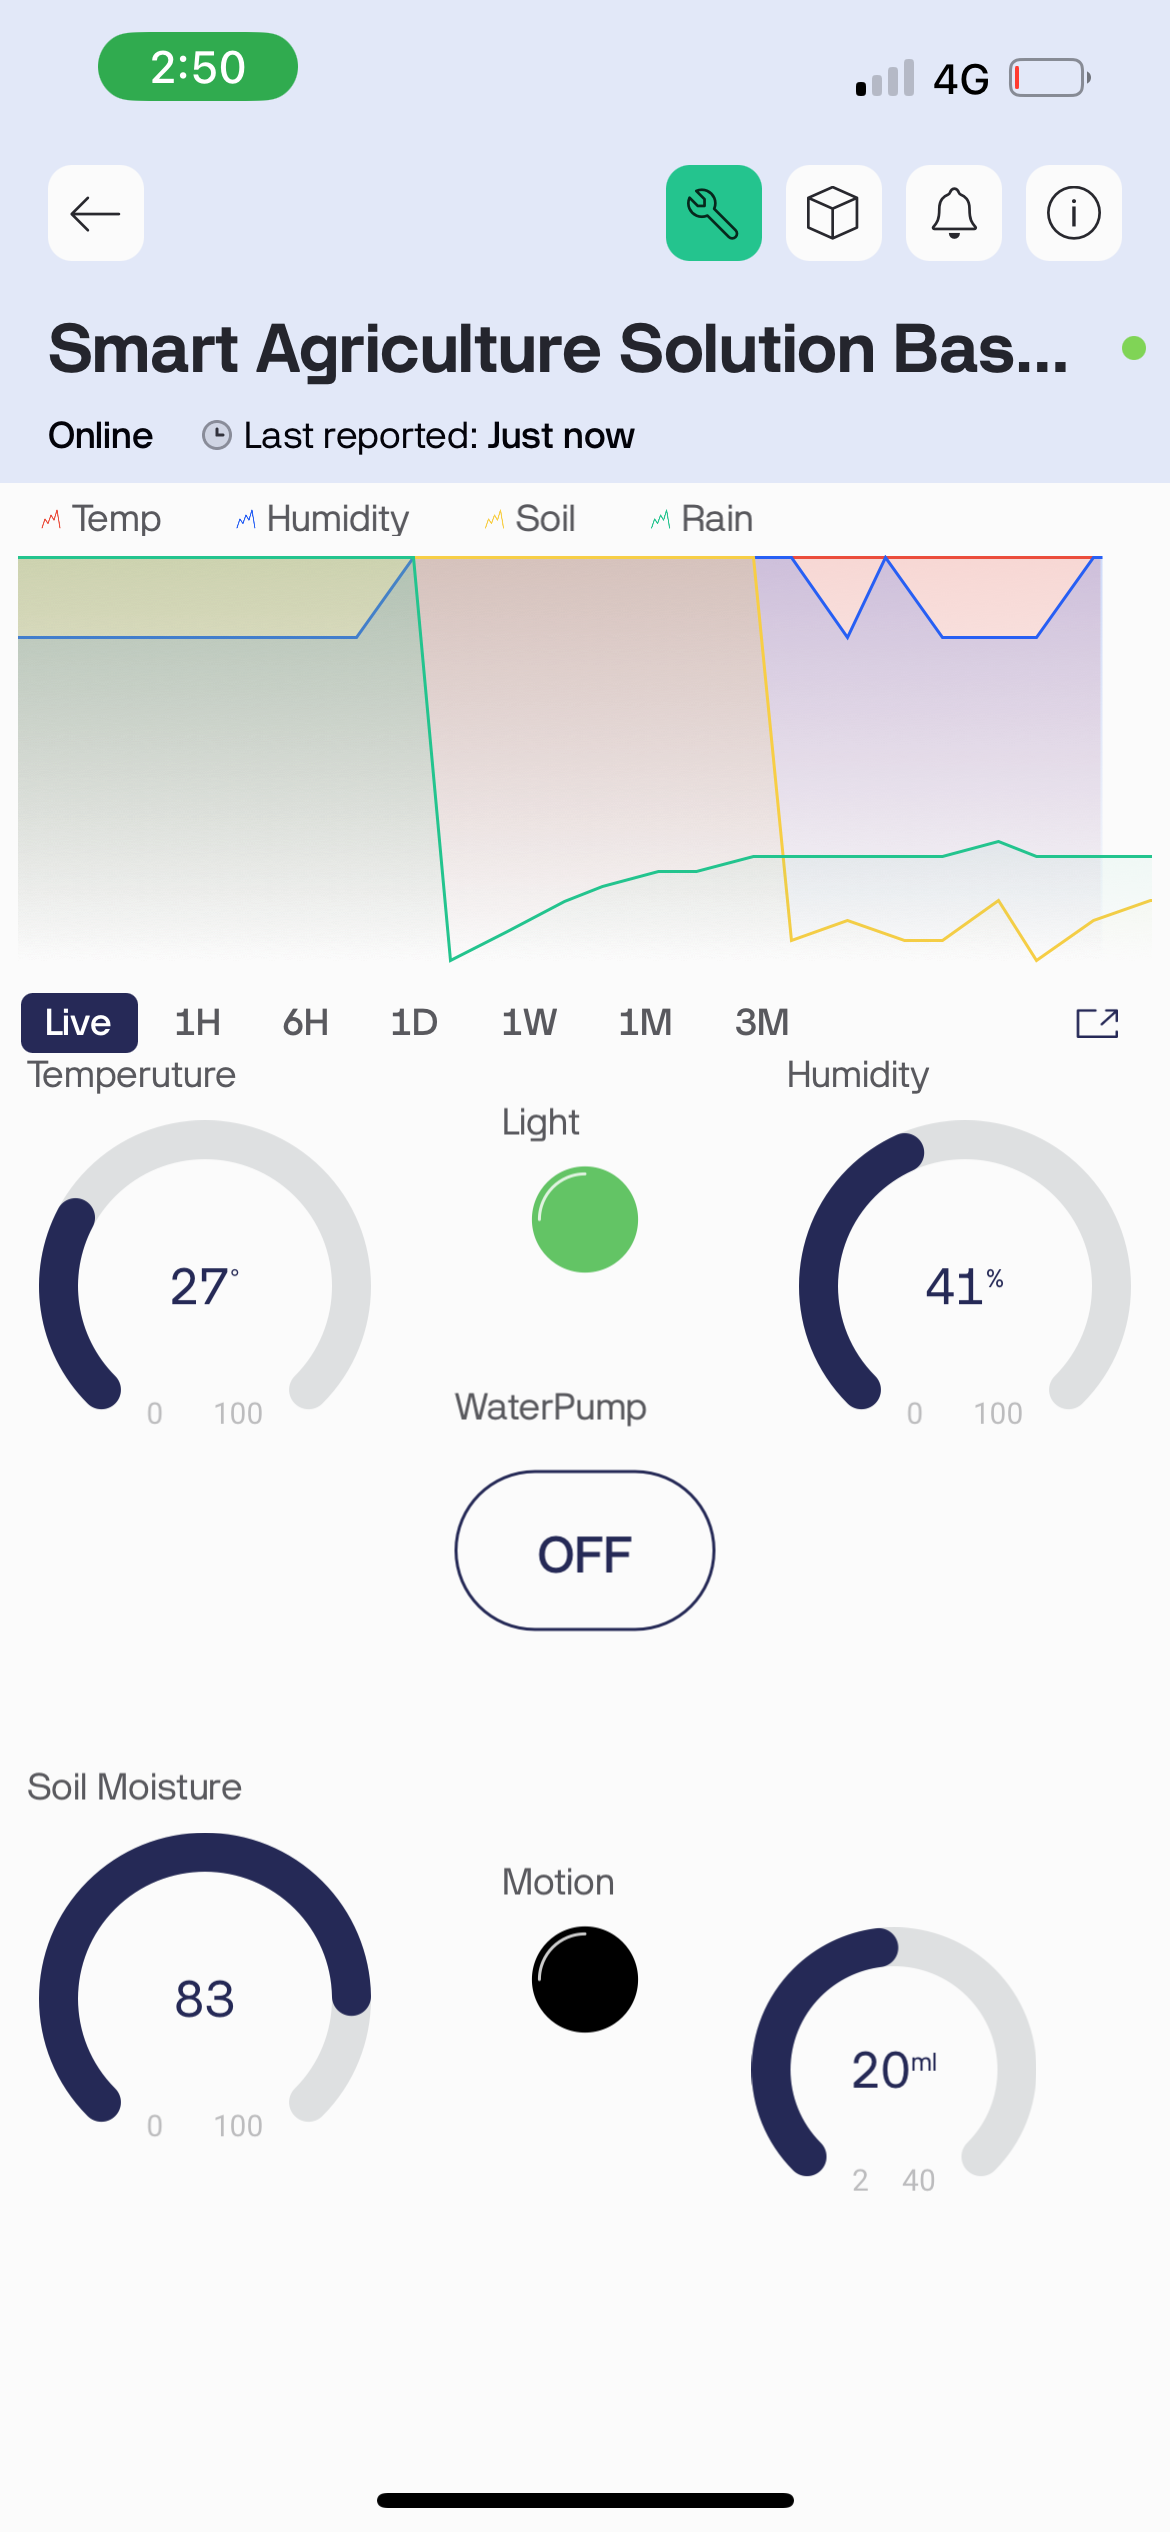 2:50
4G
Smart Agriculture Solution Bas...
Online Last reported: Just now
Temp Humidity Soil Rain
Live 1H 6H 1D 1W 1M 3M
Temperuture
Humidity
Light
27°
41%
0 100
0 100
WaterPump
OFF
Soil Moisture
Motion
83
20ml
0 100
2 40